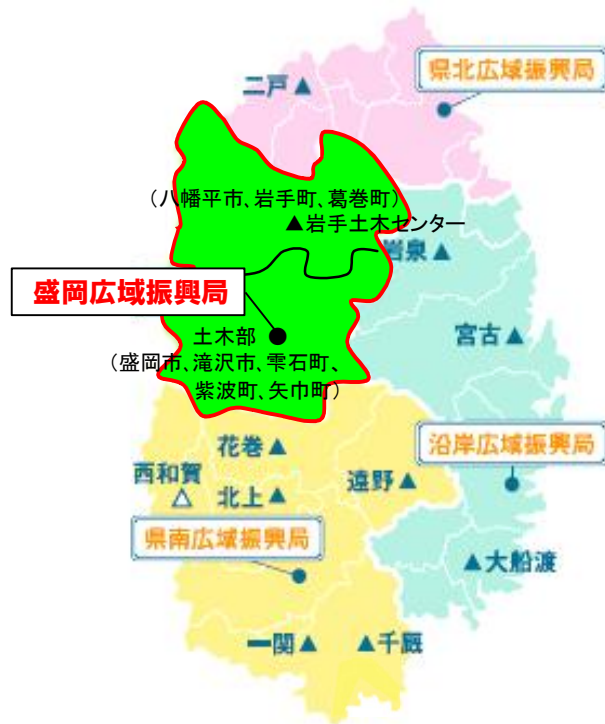 県北広域振興局
二戸▲
(八幡平市、岩手町、葛巻町)
▲岩手土木センター
岩泉▲
盛岡広域振興局
土木部●
宮古▲
(盛岡市、滝沢市、雫石町、
紫波町、矢巾町)
花巻▲
沿岸広域振興局
西和賀
△
北上▲
遠野▲
県南広域振興局
▲大船渡
一関▲
▲千厩